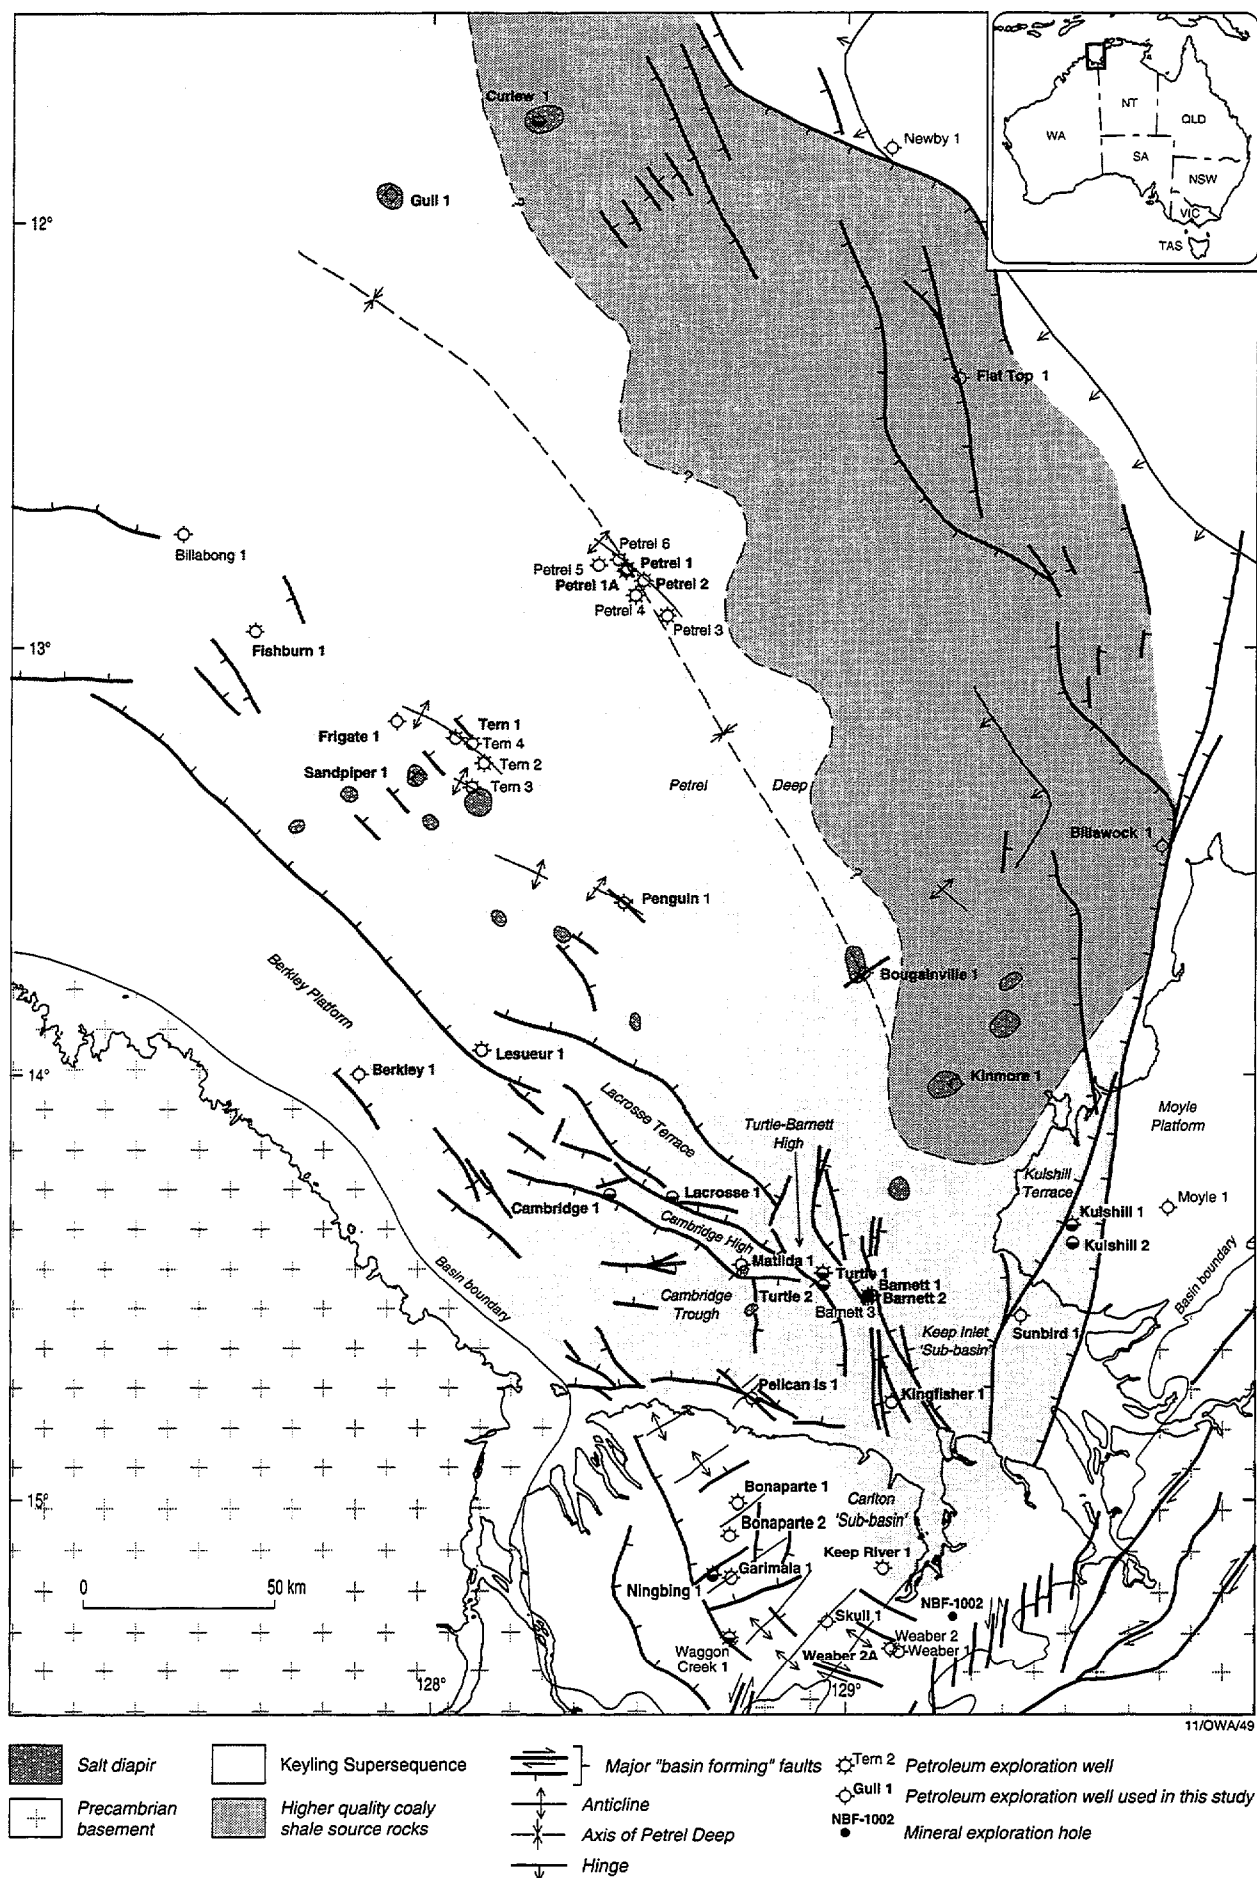 Curlew 1
Gull 1
Newby 1
NT
WA
QLD
SA
NSW
VIC
TAS
12°
?
Flat Top 1
?
Billabong 1
Petrel 6
Petrel 5
Petrel 1
Petrel 1A
Petrel 2
Petrel 4
Petrel 3
Fishburn 1
13°
Frigate 1
Tern 1
Tern 4
Sandpiper 1
Tern 2
Tern 3
Petrel Deep
Billawock 1
?
Penguin 1
Berkley Platform
Bougainville 1
Lesueur 1
14°
Berkley 1
Kinmore 1
Lacrosse Terrace
Turtle-Barnett
High
Moyle
Platform
Kulshill
Terrace
Cambridge 1
Lacrosse 1
Moyle 1
Kulshill 1
Kulshill 2
Cambridge High
Basin boundary
Basin boundary
Matilda 1
Turtle 1
Cambridge
Trough
Turtle 2
Barnett 1
Barnett 2
Barnett 3
Keep Inlet
'Sub-basin'
Sunbird 1
Pelican Is 1
Kingfisher 1
Bonaparte 1
15°
Carlton
'Sub-basin'
Bonaparte 2
Keep River 1
Garimala 1
Ningbing 1
0 50 km
NBF-1002
Skull 1
Weaber 2
Weaber 1
Weaber 2A
Waggon
Creek 1
128°
129°
11/OWA/49
Salt diapir
Keyling Supersequence
Major "basin forming" faults
Tern 2 Petroleum exploration well
Precambrian
basement
Higher quality coaly
shale source rocks
Anticline
Gull 1 Petroleum exploration well used in this study
Axis of Petrel Deep
NBF-1002
Mineral exploration hole
Hinge